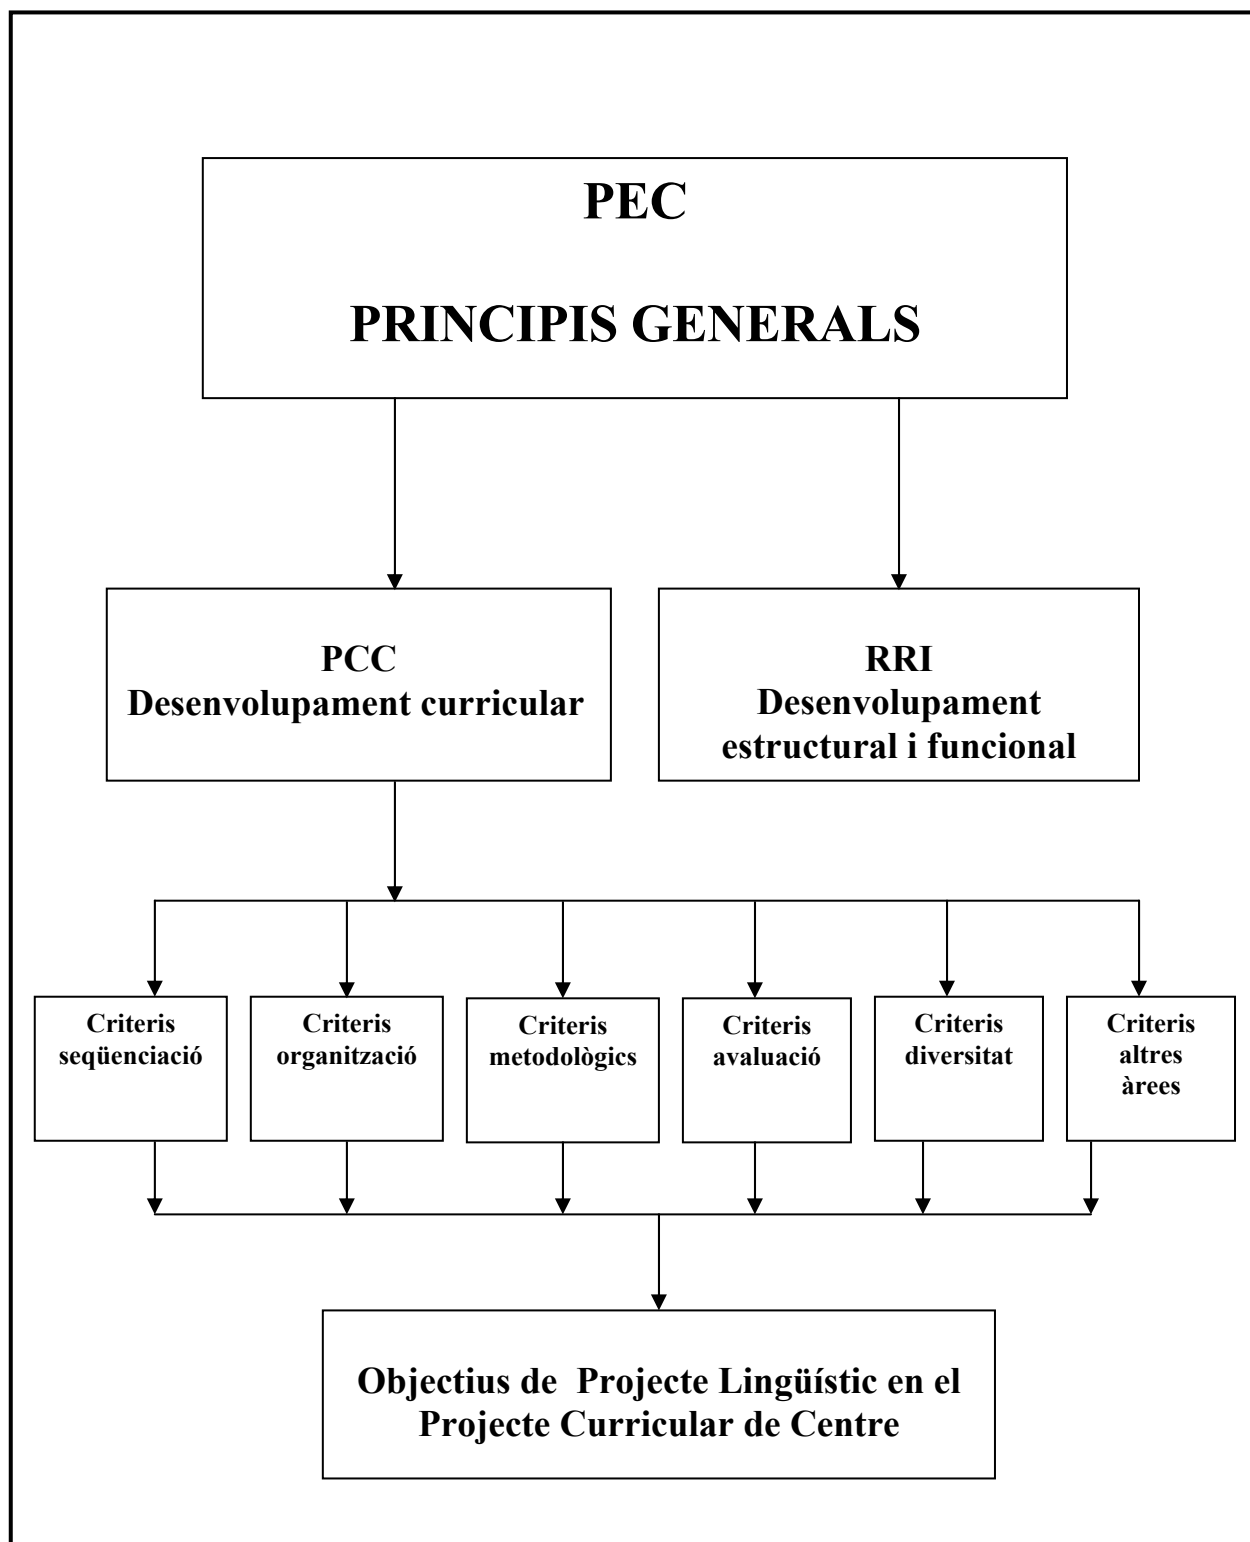 PEC
PRINCIPIS GENERALS
PCC
Desenvolupament curricular
RRI
Desenvolupament
estructural i funcional
Criteris
seqüenciació
Criteris
organització
Criteris
metodològics
Criteris
avaluació
Criteris
diversitat
Criteris
altres
àrees
Objectius de  Projecte Lingüístic en el
Projecte Curricular de Centre